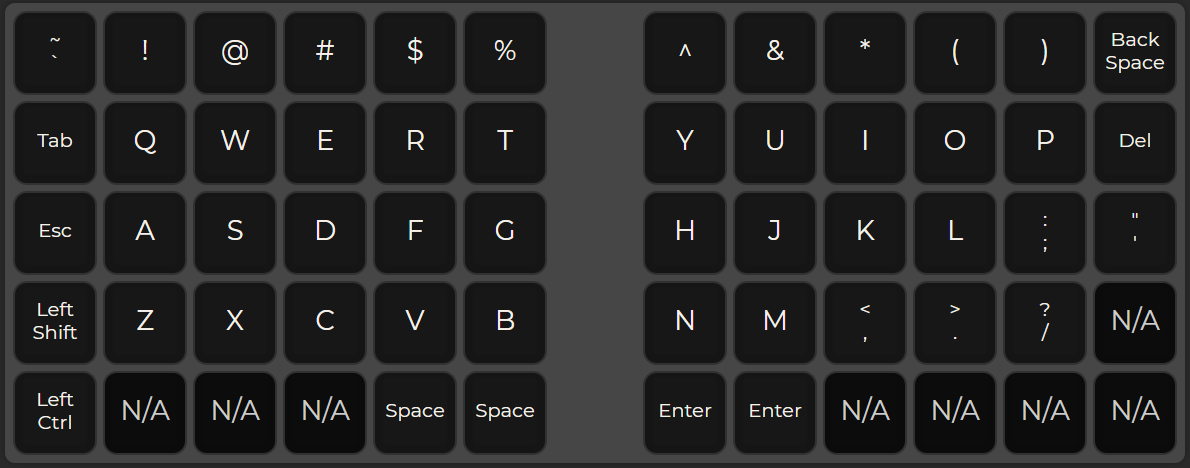 ~ ! @ # $ % ^ & * ( ) Back
` Space
Tab Q W E R T Y U I O P Del
Esc A S D F G H J K L : "
; '
Left Z X C V B N M < > ? N/A
Shift , . /
Left N/A N/A N/A Space Space Enter Enter N/A N/A N/A N/A
Ctrl